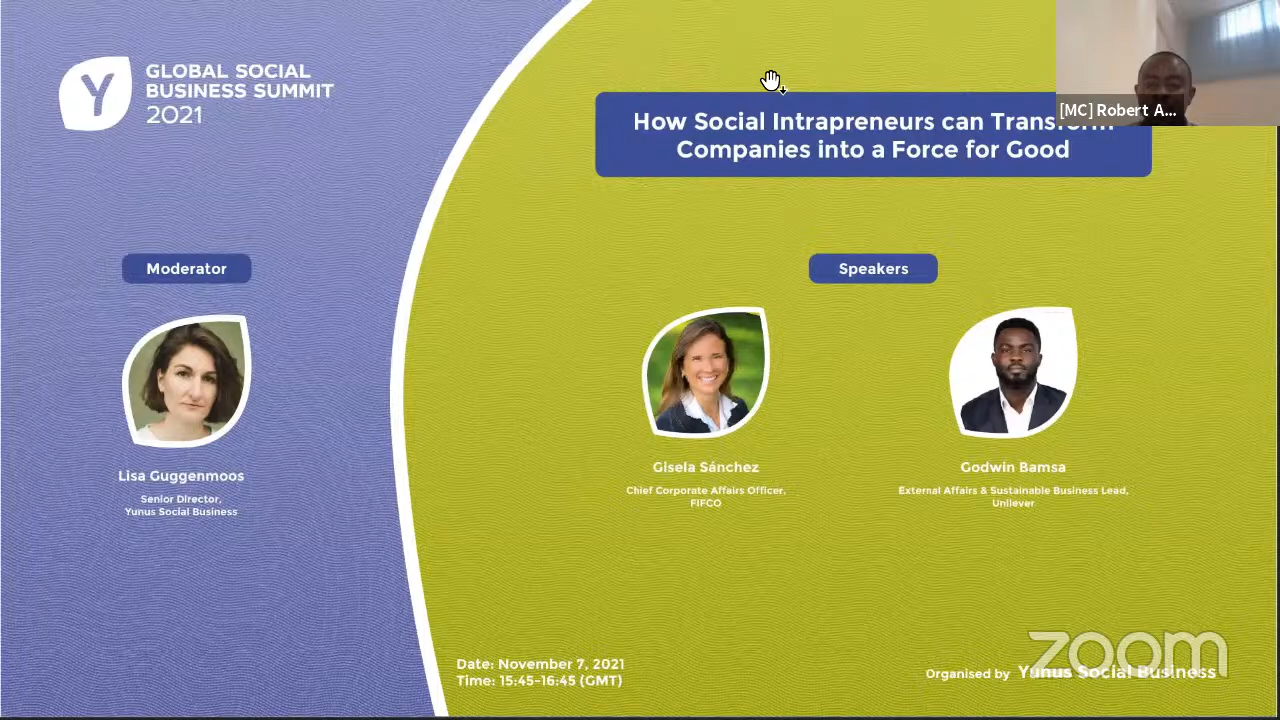 GLOBAL SOCIAL
BUSINESS SUMMIT
2021
[MC] Robert A...
How Social Intrapreneurs can Transform
Companies into a Force for Good
Moderator
Speakers
Lisa Guggenmoos
Senior Director,
Yunus Social Business
Gisela Sánchez
Chief Corporate Affairs Officer,
FIFCO
Godwin Bamsa
External Affairs & Sustainable Business Lead,
Unilever
Date: November 7, 2021
Time: 15:45-16:45 (GMT)
Organised by Yunus Social Business
zoom